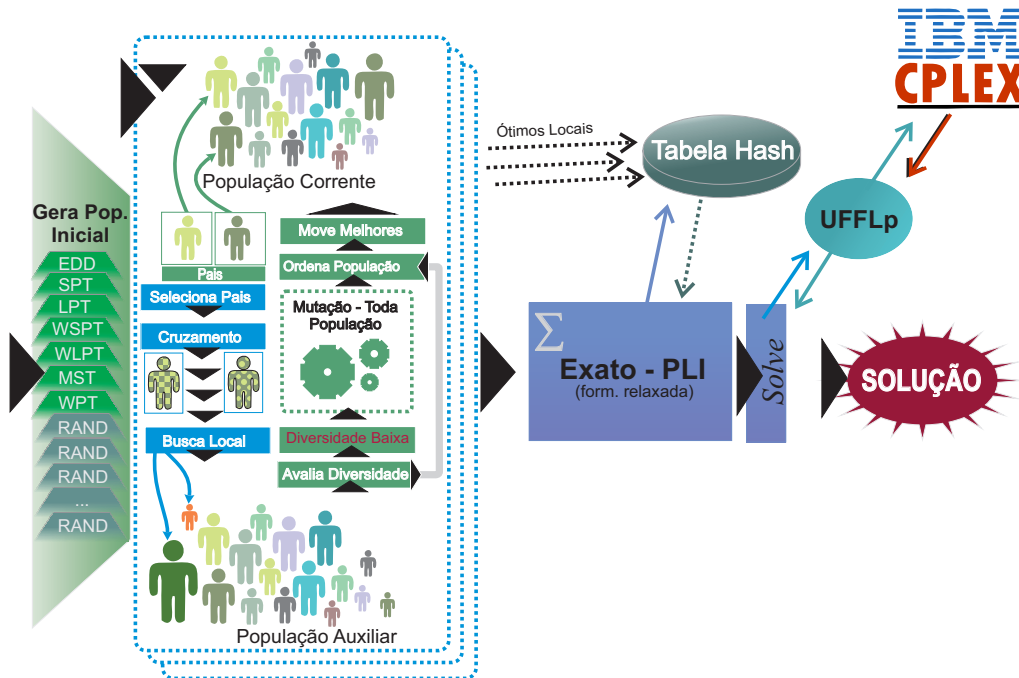 Gera Pop.
Inicial
EDD
SPT
LPT
WSPT
WLPT
MST
WPT
RAND
RAND
RAND
...
RAND
População Corrente
Pais
Seleciona Pais
Cruzamento
Busca Local
Move Melhores
Ordena População
Mutação - Toda
População
Diversidade Baixa
Avalia Diversidade
População Auxiliar
Ótimos Locais
Tabela Hash
Σ
Exato - PLI
(form. relaxada)
Solve
IBM
CPLEX
UFFLp
SOLUÇÃO